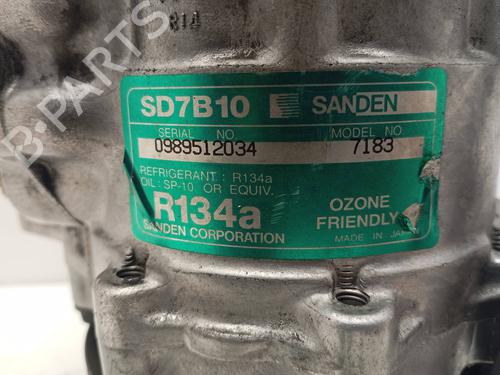 B-PARTS
SD7B10 SANDEN
SERIAL NO. MODEL NO.
0989512034 7183
REFRIGERANT : R134a
OIL : SP-10 OR EQUIV.
R134a OZONE
FRIENDLY
SANDEN CORPORATION MADE IN